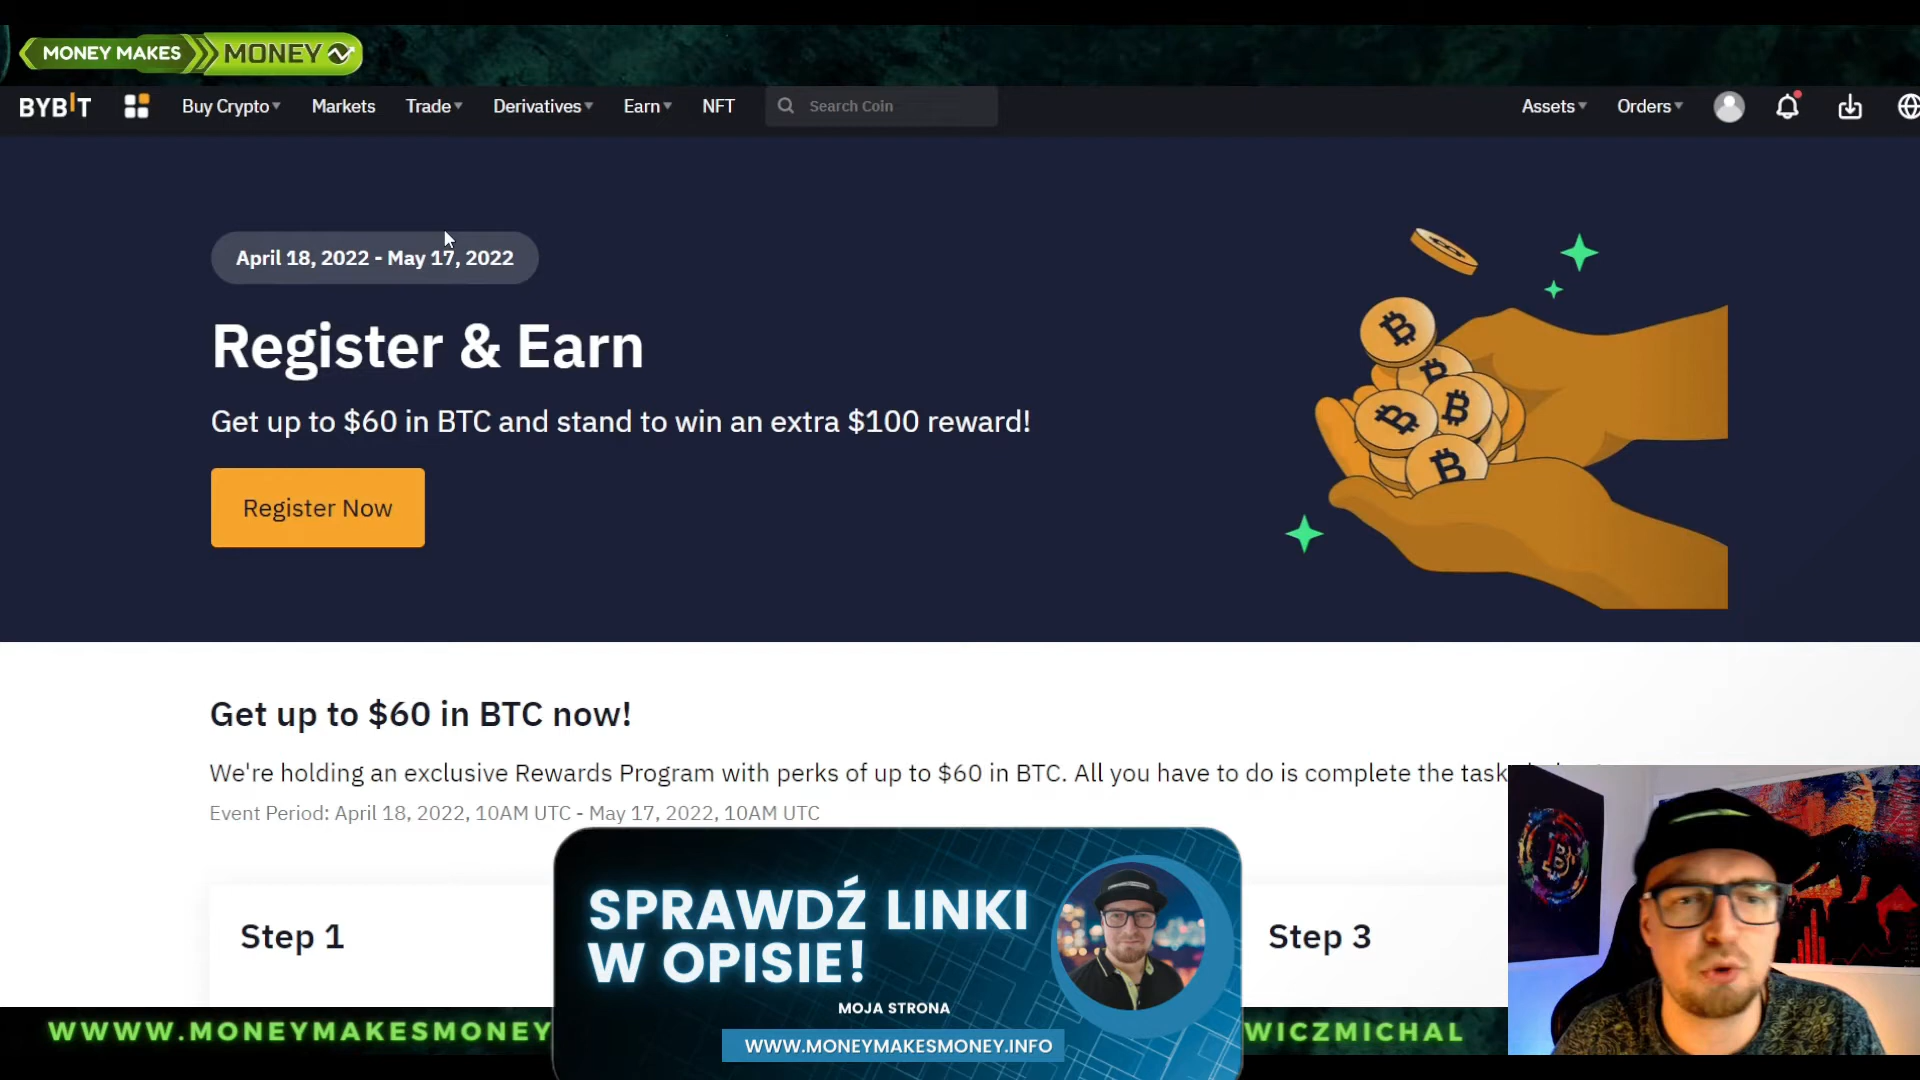 MONEY MAKES MONEY
BYBIT Buy Crypto Markets Trade Derivatives Earn NFT Search Coin Assets Orders
April 18, 2022 - May 17, 2022
Register & Earn
Get up to $60 in BTC and stand to win an extra $100 reward!
Register Now
Get up to $60 in BTC now!
We're holding an exclusive Rewards Program with perks of up to $60 in BTC. All you have to do is complete the task
Event Period: April 18, 2022, 10AM UTC - May 17, 2022, 10AM UTC
Step 1
Step 3
SPRAWDŹ LINKI
W OPISIE!
MOJA STRONA
WWW.MONEYMAKESMONEY.INFO
WWWW.MONEYMAKESMONEY
WICZMICHAL